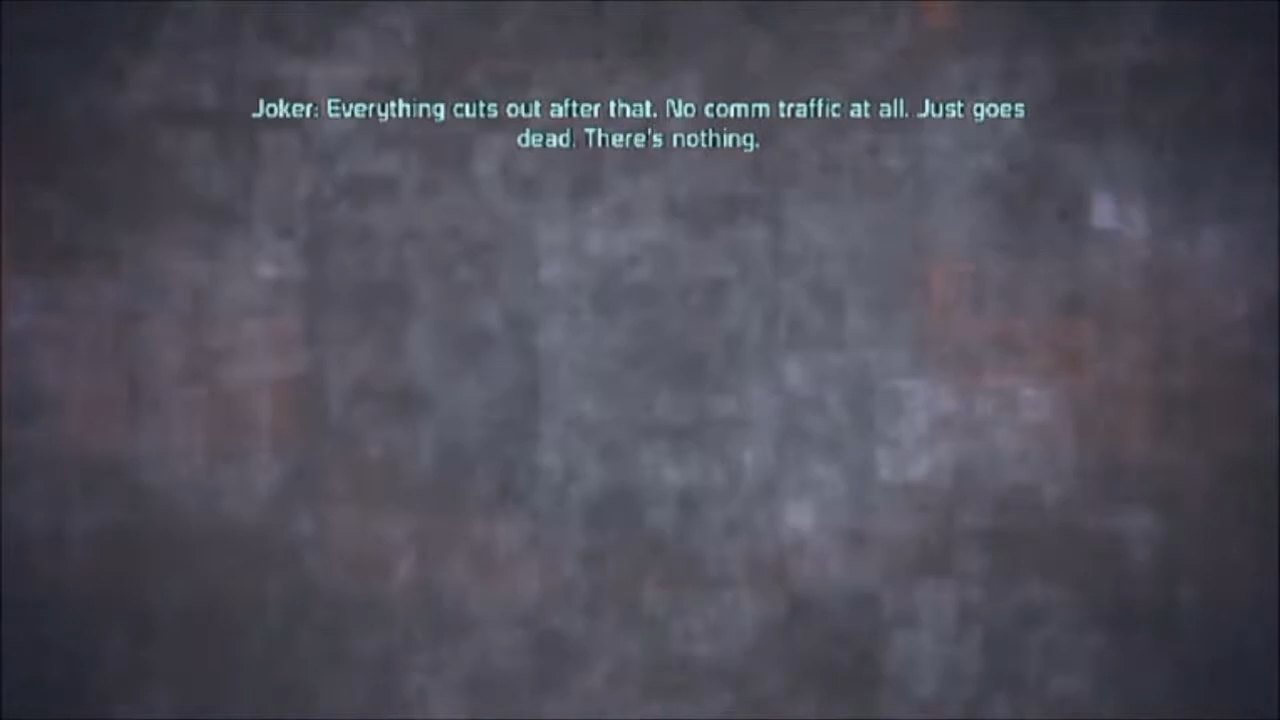 Joker: Everything cuts out after that. No comm traffic at all. Just goes
dead. There's nothing.